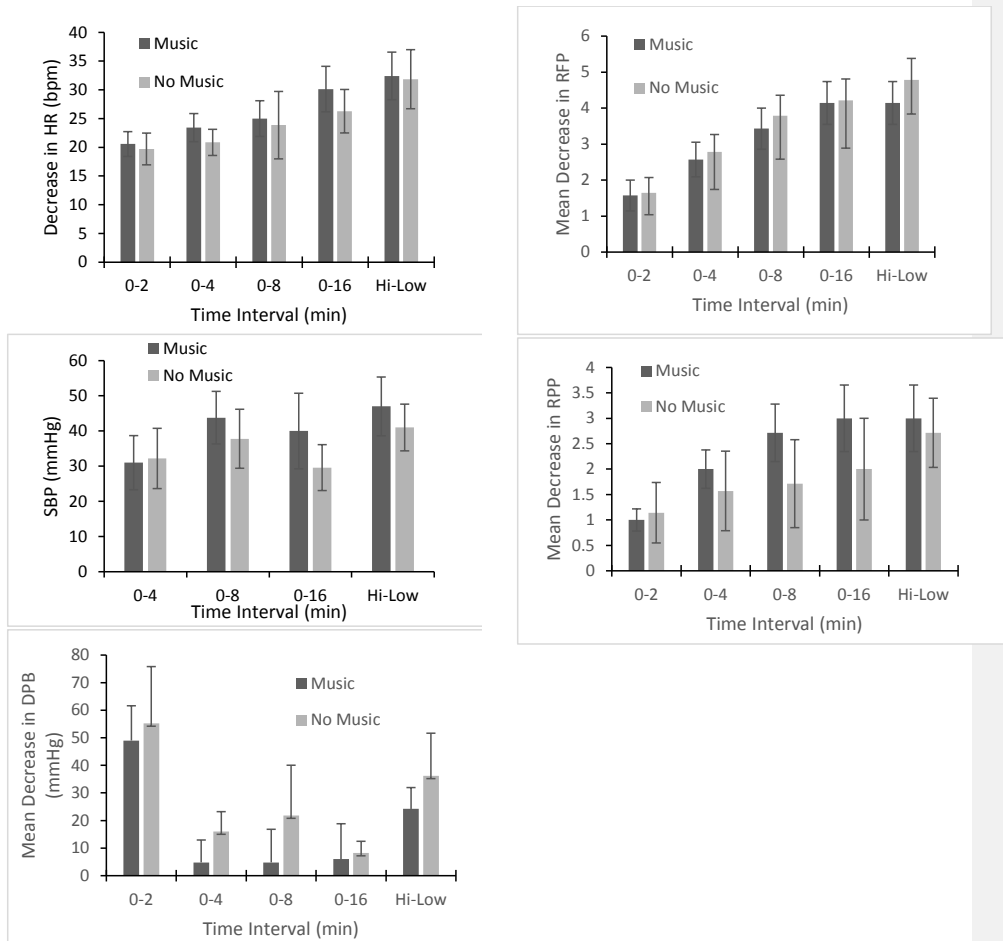 Decrease in HR (bpm)
40
35
30
25
20
15
10
5
0
Music
No Music
0-2 0-4 0-8 0-16 Hi-Low
Time Interval (min)
Mean Decrease in RFP
6
5
4
3
2
1
0
Music
No Music
0-2 0-4 0-8 0-16 Hi-Low
Time Interval (min)
SBP (mmHg)
60
50
40
30
20
10
0
Music
No Music
0-4 0-8 0-16 Hi-Low
Time Interval (min)
Mean Decrease in RPP
4
3.5
3
2.5
2
1.5
1
0.5
0
Music
No Music
0-2 0-4 0-8 0-16 Hi-Low
Time Interval (min)
Mean Decrease in DPB
(mmHg)
80
70
60
50
40
30
20
10
0
Music
No Music
0-2 0-4 0-8 0-16 Hi-Low
Time Interval (min)